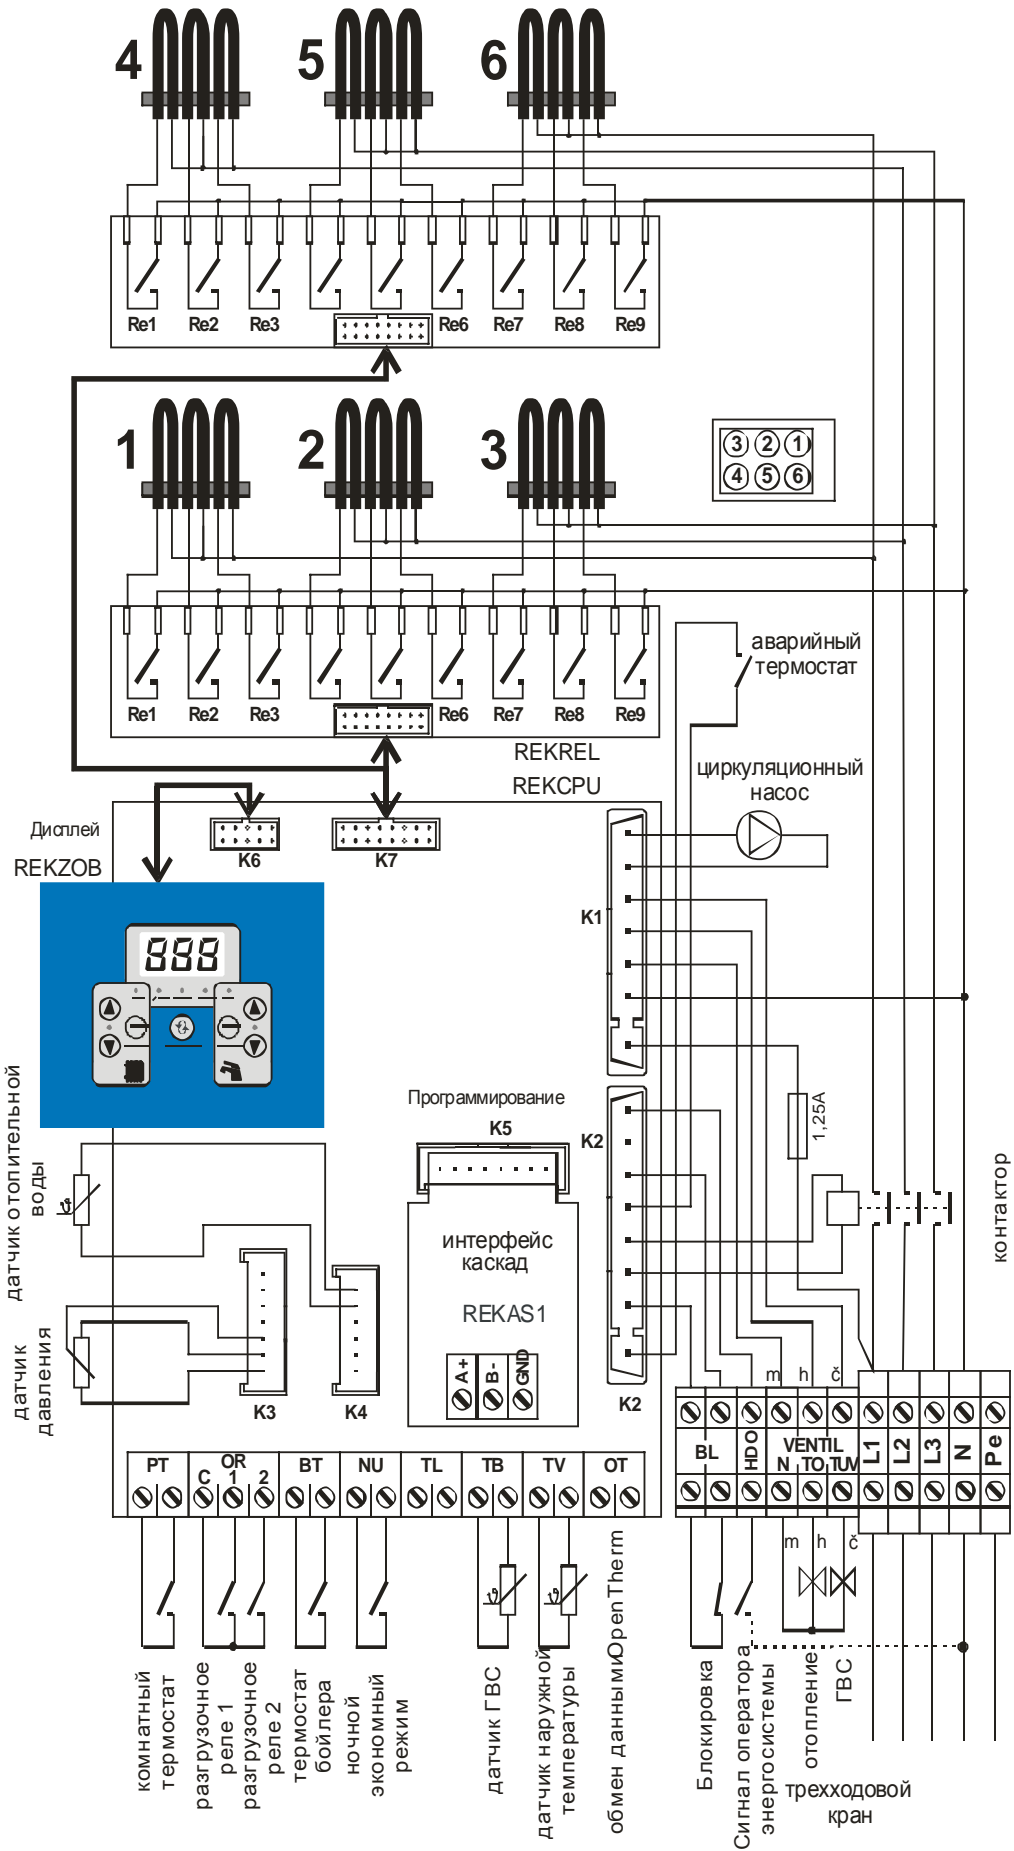 4 5 6
Re1 Re2 Re3 Re6 Re7 Re8 Re9
1 2 3
3 2 1
4 5 6
Re1 Re2 Re3 Re6 Re7 Re8 Re9
аварийный
термостат
REKREL
REKCPU
циркуляционный
насос
Дисплей
REKZOB
K6
K7
K1
888
датчик отопительной
воды
ϑ
Программирование
K5
K2
1,25A
контактор
интерфейс
каскад
REKAS1
A+
B-
GND
датчик
давления
K3
K4
K2
m h č
PT
OR
C 1 2
BT
NU
TL
TB
TV
OT
BL
HDO
VENTIL
N TO TUV
L1
L2
L3
N
Pe
m h č
ϑ
ϑ
комнатный
термостат
разгрузочное
реле 1
разгрузочное
реле 2
термостат
бойлера
ночной
экономный
режим
датчик ГВС
датчик наружной
температуры
обмен данными OpenTherm
Блокировка
Сигнал оператора
энергосистемы
отопление
ГВС
трехходовой
кран